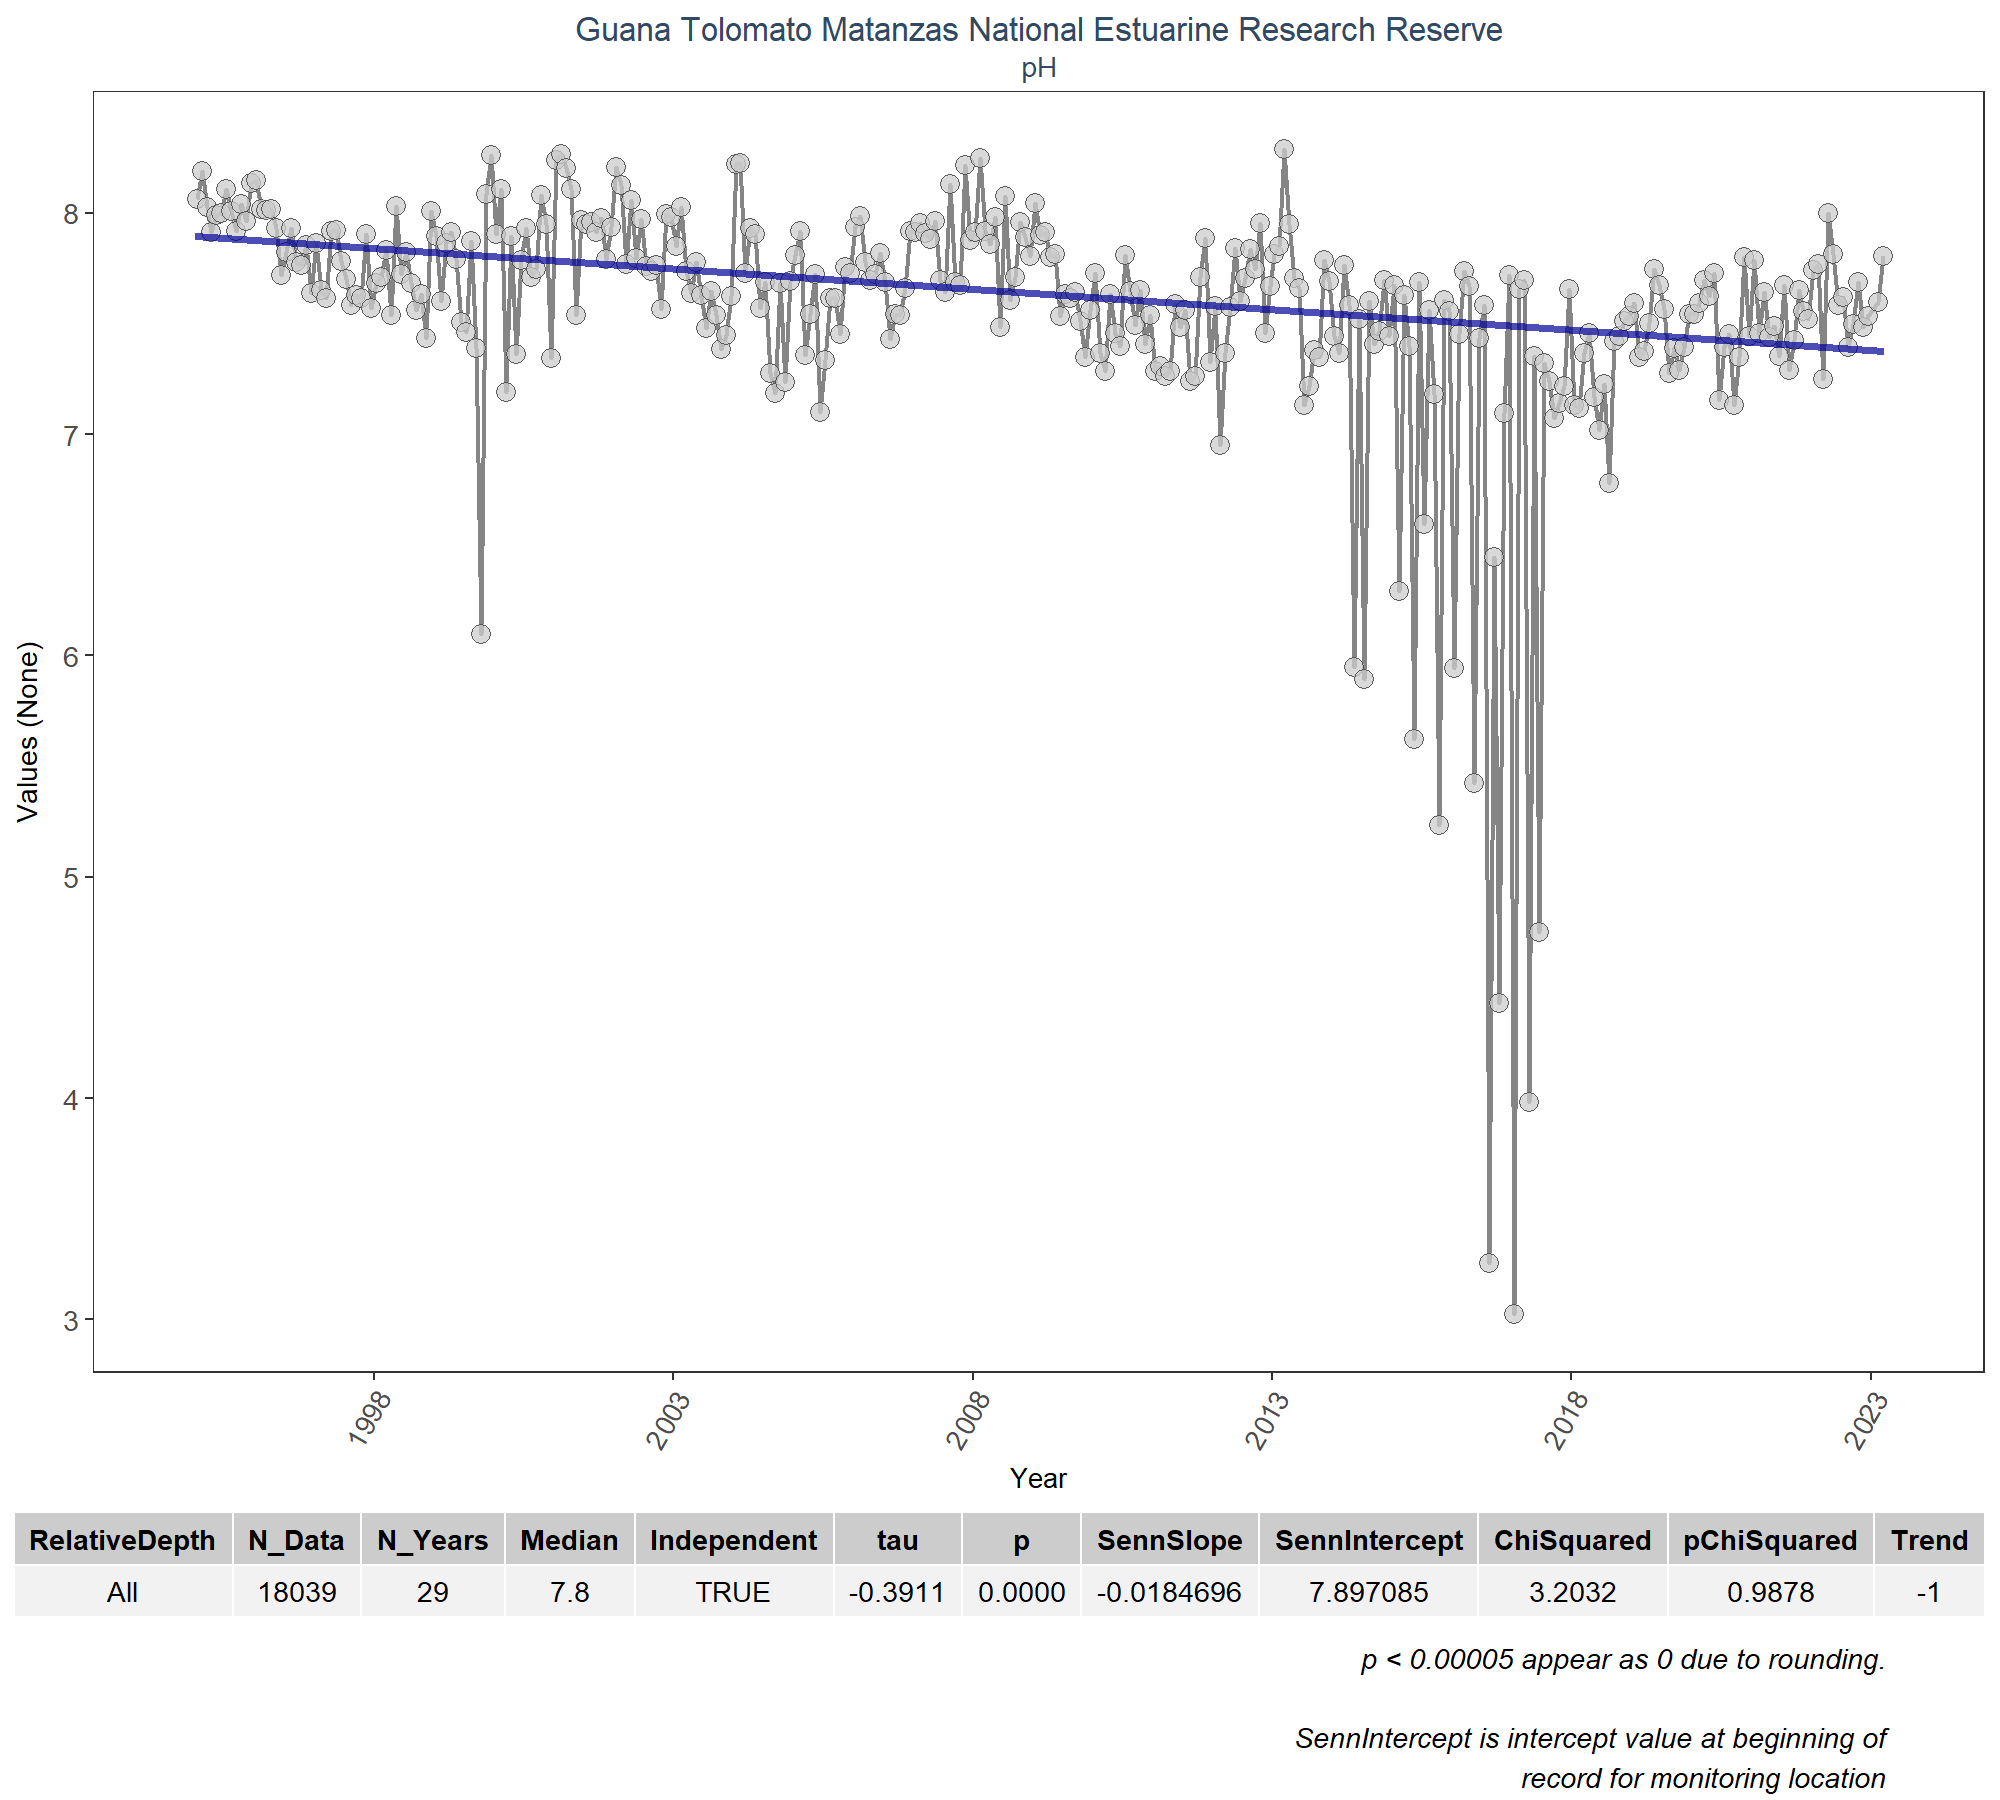 Guana Tolomato Matanzas National Estuarine Research Reserve
pH
8
7
6
5
4
3
Values (None)
1998 2003 2008 2013 2018 2023
Year
RelativeDepth N_Data N_Years Median Independent tau p SennSlope SennIntercept ChiSquared pChiSquared Trend
All 18039 29 7.8 TRUE -0.3911 0.0000 -0.0184696 7.897085 3.2032 0.9878 -1
p < 0.00005 appear as 0 due to rounding.
SennIntercept is intercept value at beginning of
record for monitoring location